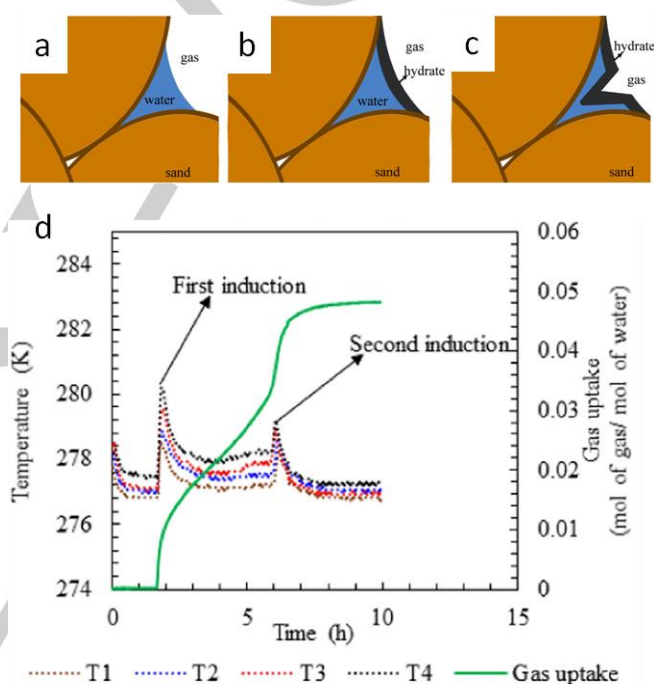 a
gas
water
sand
b
gas
hydrate
water
sand
c
hydrate
gas
sand
d
284
282
280
278
276
274
Temperature (K)
First induction
Second induction
0.06
0.05
0.04
0.03
0.02
0.01
0
Gas uptake
(mol of gas/ mol of water)
0
5
10
15
Time (h)
T1
T2
T3
T4
Gas uptake